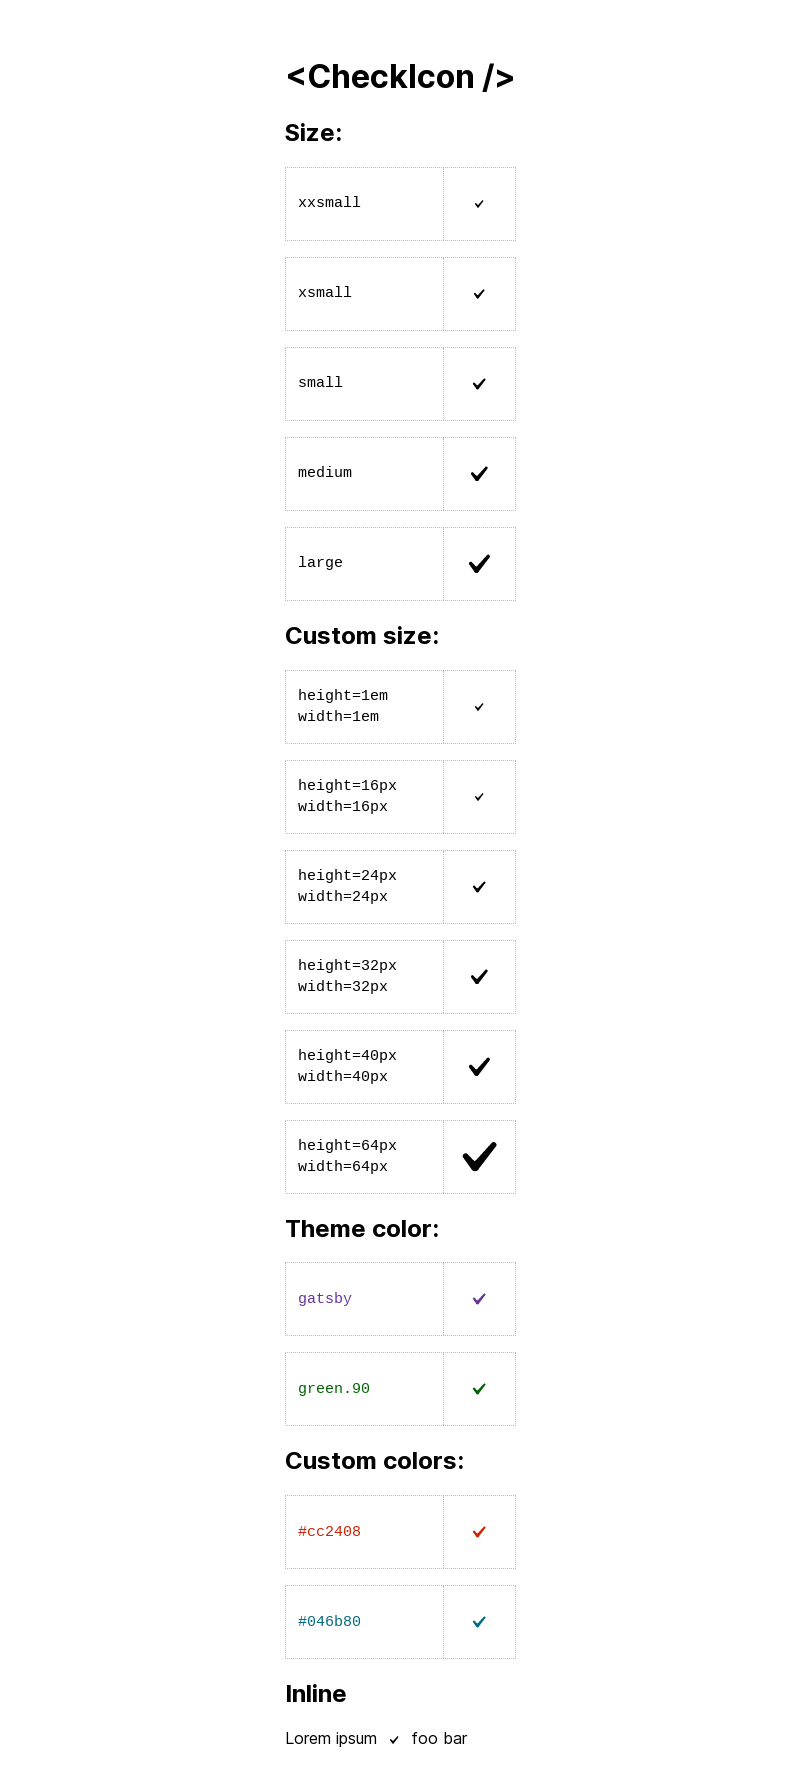 <CheckIcon />
Size:
xxsmall
xsmall
small
medium
large
Custom size:
height=1em
width=1em
height=16px
width=16px
height=24px
width=24px
height=32px
width=32px
height=40px
width=40px
height=64px
width=64px
Theme color:
gatsby
green.90
Custom colors:
#cc2408
#046b80
Inline
Lorem ipsum ✓ foo bar